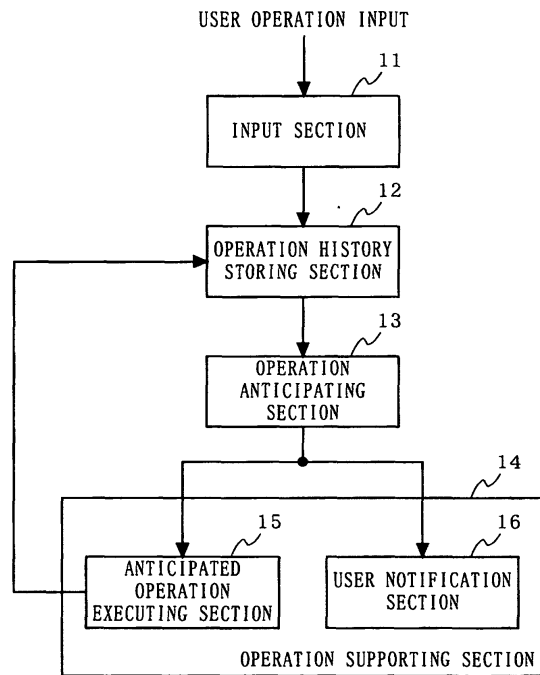 USER OPERATION INPUT
11
INPUT SECTION
12
OPERATION HISTORY
STORING SECTION
13
OPERATION
ANTICIPATING
SECTION
14
15
ANTICIPATED
OPERATION
EXECUTING SECTION
16
USER NOTIFICATION
SECTION
OPERATION SUPPORTING SECTION